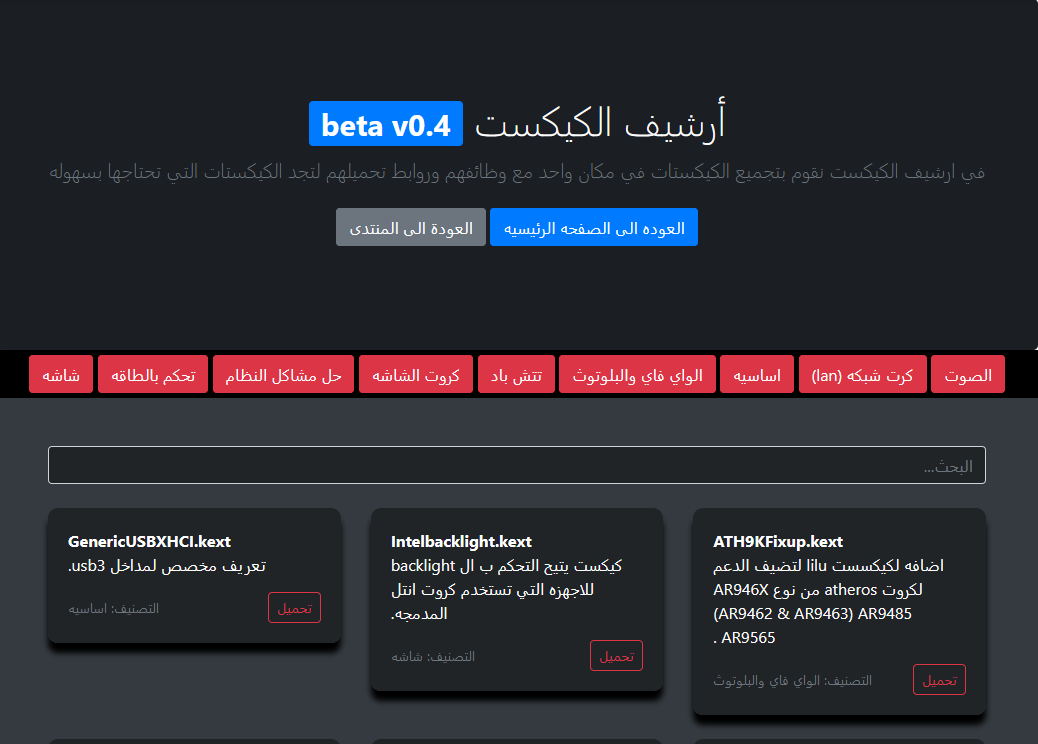 أرشيف الكيكست beta v0.4
في ارشيف الكيكست نقوم بتجميع الكيكستات في مكان واحد مع وظائفهم وروابط تحميلهم لتجد الكيكستات التي تحتاجها بسهوله
العوده الى الصفحه الرئيسيه
العودة الى المنتدى
الصوت
كرت شبكه (lan)
اساسيه
الواي فاي والبلوتوث
تتش باد
كروت الشاشه
حل مشاكل النظام
تحكم بالطاقه
شاشه
البحث...
ATH9KFixup.kext
اضافه لكيكسست lilu لتضيف الدعم
لكروت atheros من نوع AR946X
(AR9462 & AR9463) AR9485
AR9565 .
تحميل
التصنيف: الواي فاي والبلوتوث
Intelbacklight.kext
كيكست يتيح التحكم ب ال backlight
للاجهزه التي تستخدم كروت انتل
المدمجه.
تحميل
التصنيف: شاشه
GenericUSBXHCI.kext
تعريف مخصص لمداخل usb3.
تحميل
التصنيف: اساسيه